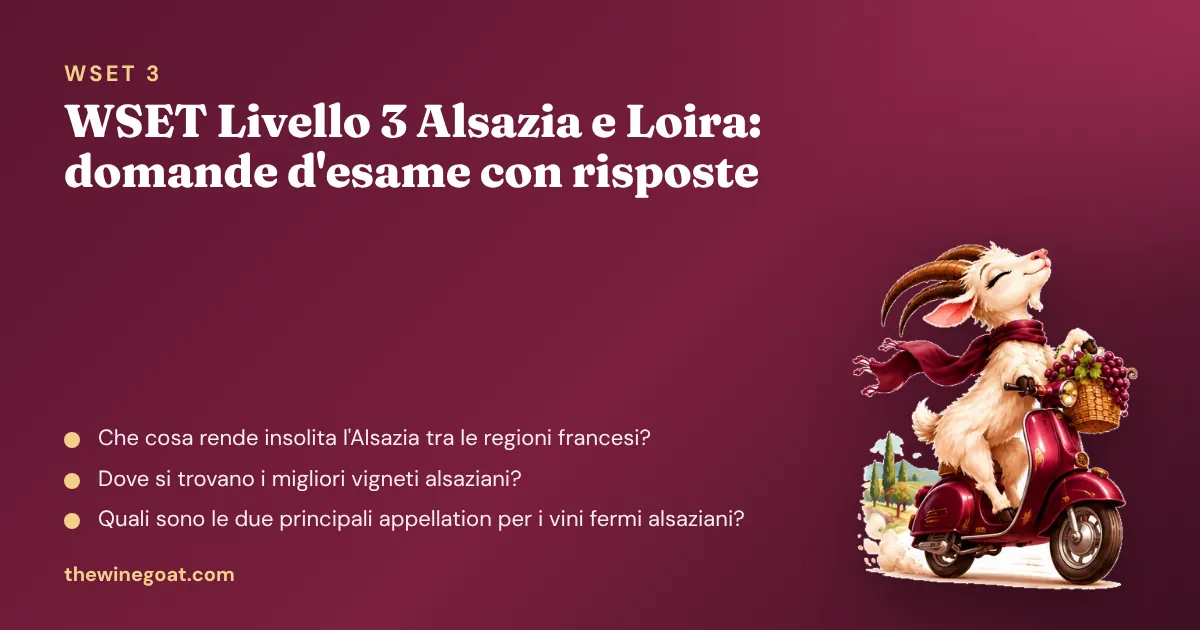 WSET 3
WSET Livello 3 Alsazia e Loira:
domande d'esame con risposte
Che cosa rende insolita l'Alsazia tra le regioni francesi?
Dove si trovano i migliori vigneti alsaziani?
Quali sono le due principali appellation per i vini fermi alsaziani?
thewinegoat.com